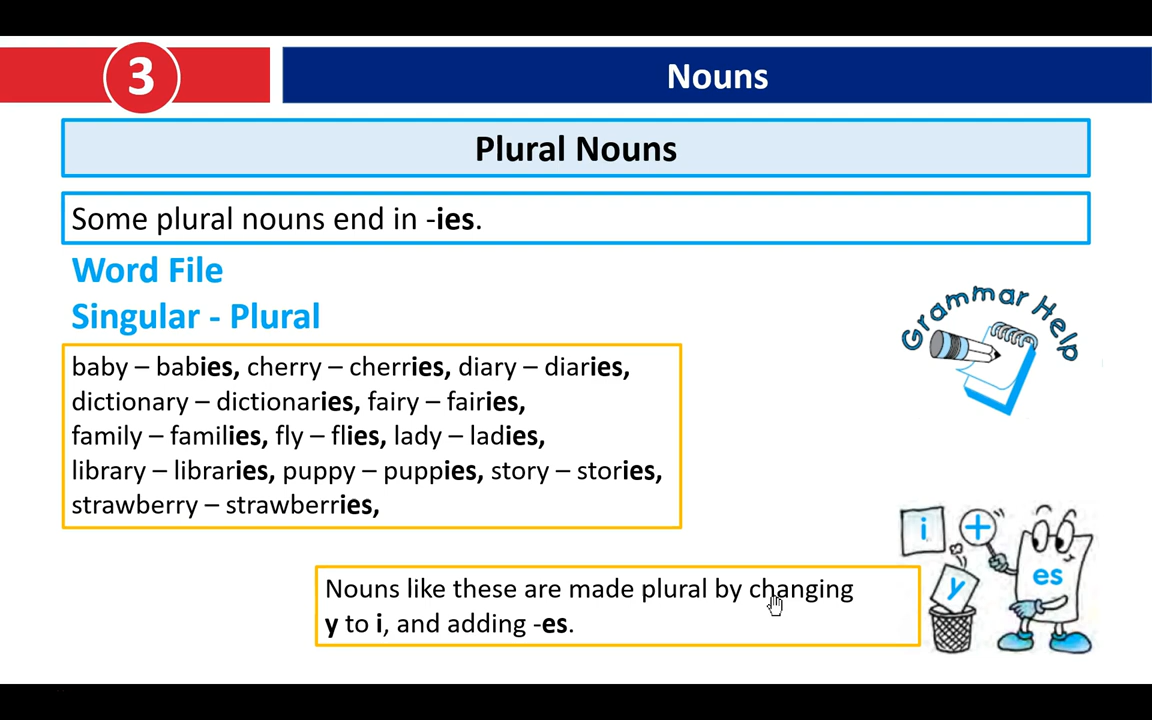 3
Nouns
Plural Nouns
Some plural nouns end in -ies.
Word File
Singular - Plural
baby – babies, cherry – cherries, diary – diaries,
dictionary – dictionaries, fairy – fairies,
family – families, fly – flies, lady – ladies,
library – libraries, puppy – puppies, story – stories,
strawberry – strawberries,
Grammar Help
Nouns like these are made plural by changing
y to i, and adding -es.
i +
y
es